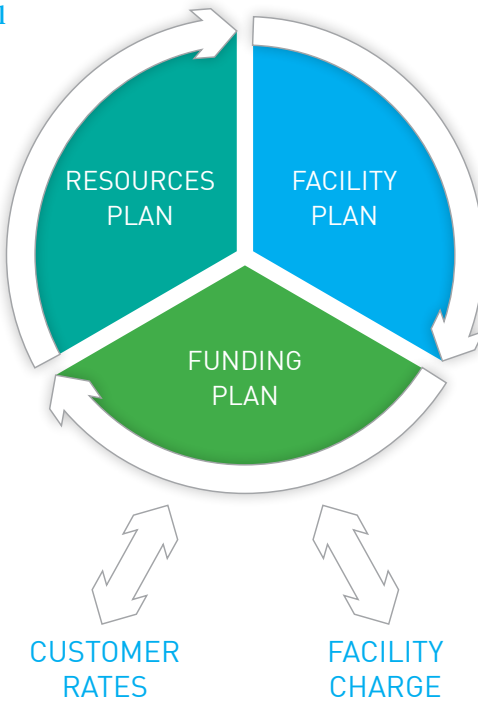 RESOURCES
PLAN
FACILITY
PLAN
FUNDING
PLAN
CUSTOMER
RATES
FACILITY
CHARGE